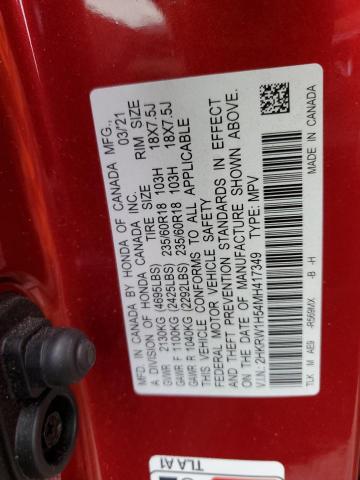 MFD. IN CANADA BY HONDA OF CANADA MFG., 03/21
A DIVISION OF HONDA CANADA INC.
TIRE SIZE RIM SIZE
GVWR 2130KG (4695LBS)
GAWR F 1100KG (2425LBS) 235/60R18 103H 18X7.5J
GAWR R 1040KG (2292LBS) 235/60R18 103H 18X7.5J
THIS VEHICLE CONFORMS TO ALL APPLICABLE
FEDERAL MOTOR VEHICLE SAFETY
AND THEFT PREVENTION STANDARDS IN EFFECT
ON THE DATE OF MANUFACTURE SHOWN ABOVE.
V.I.N.: 2HKRW1H54MH417349 TYPE: MPV
TLK M AE9 -R569MX. -B -H
MADE IN CANADA
TLA A1